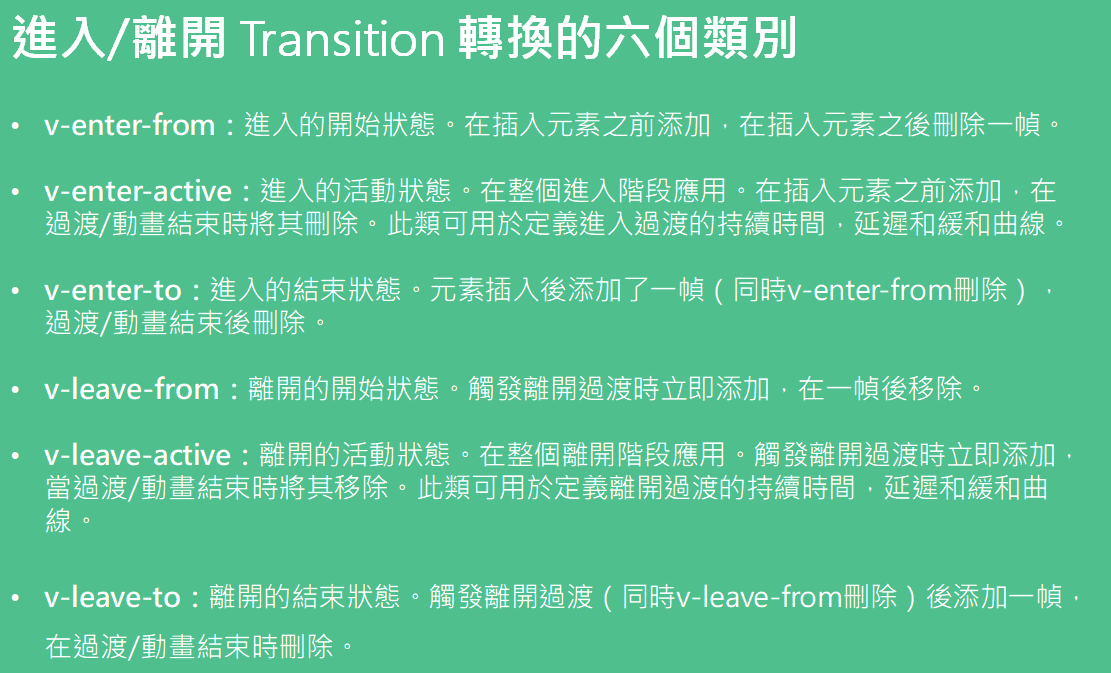 進入/離開 Transition 轉換的六個類別
• v-enter-from：進入的開始狀態。在插入元素之前添加，在插入元素之後刪除一幀。
• v-enter-active：進入的活動狀態。在整個進入階段應用。在插入元素之前添加，在
過渡/動畫結束時將其刪除。此類可用於定義進入過渡的持續時間，延遲和緩和曲線。
• v-enter-to：進入的結束狀態。元素插入後添加了一幀（同時v-enter-from刪除），
過渡/動畫結束後刪除。
• v-leave-from：離開的開始狀態。觸發離開過渡時立即添加，在一幀後移除。
• v-leave-active：離開的活動狀態。在整個離開階段應用。觸發離開過渡時立即添加，
當過渡/動畫結束時將其移除。此類可用於定義離開過渡的持續時間，延遲和緩和曲
線。
• v-leave-to：離開的結束狀態。觸發離開過渡（同時v-leave-from刪除）後添加一幀，
在過渡/動畫結束時刪除。